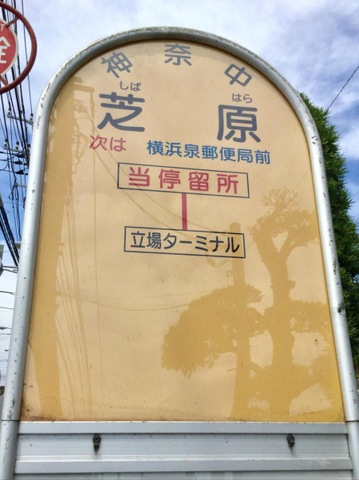 神奈中
しば はら
芝原
次は 横浜泉郵便局前
当停留所
立場ターミナル
栓